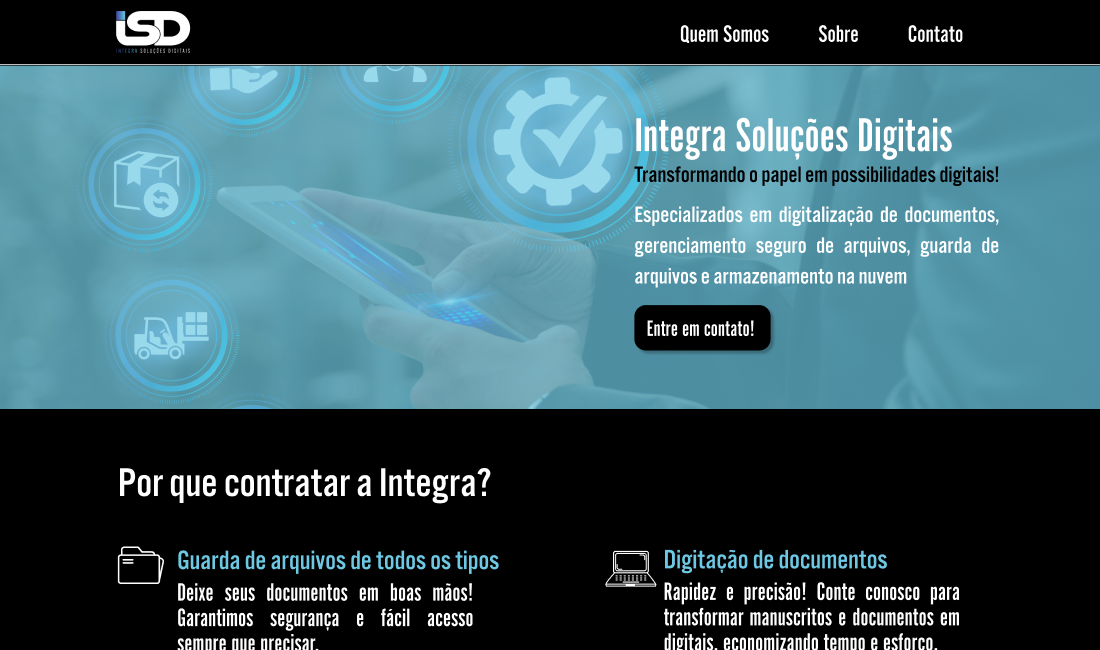 iSD
INTEGRA SOLUÇÕES DIGITAIS
Quem Somos
Sobre
Contato
Integra Soluções Digitais
Transformando o papel em possibilidades digitais!
Especializados em digitalização de documentos,
gerenciamento seguro de arquivos, guarda de
arquivos e armazenamento na nuvem
Entre em contato!
Por que contratar a Integra?
Guarda de arquivos de todos os tipos
Deixe seus documentos em boas mãos!
Garantimos segurança e fácil acesso
sempre que precisar.
Digitação de documentos
Rapidez e precisão! Conte conosco para
transformar manuscritos e documentos em
digitais, economizando tempo e esforço.